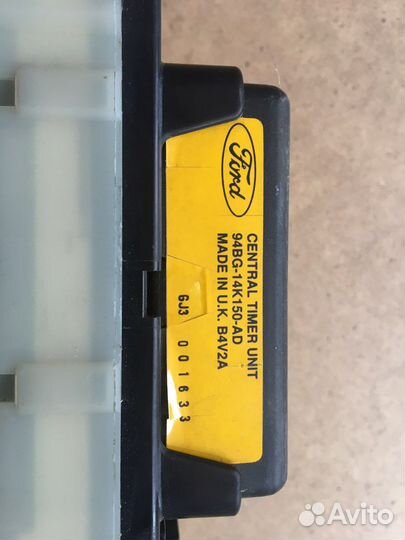 Ford
CENTRAL TIMER UNIT
94BG-14K150-AD
MADE IN U.K. B4V2A
6J3 001633
Avito